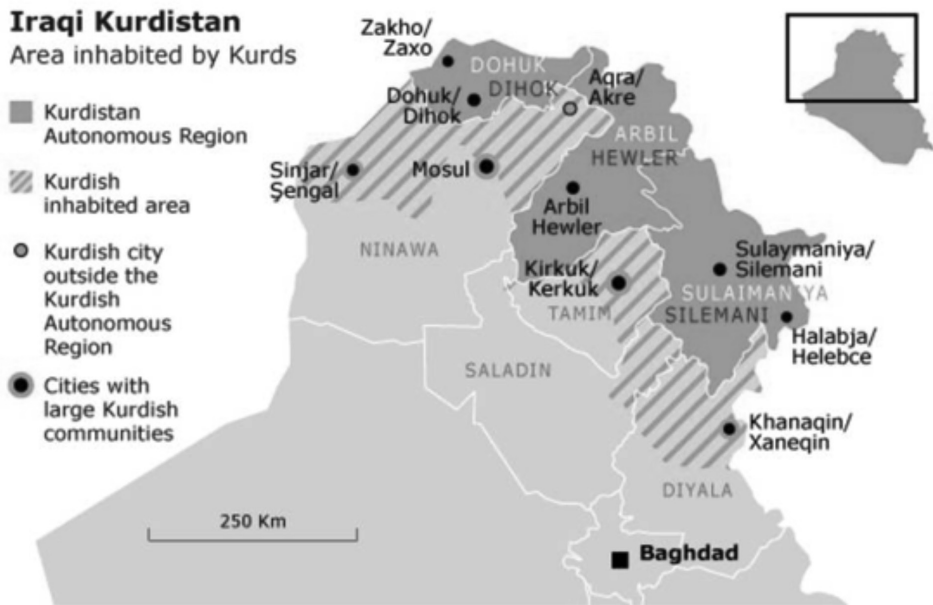 Iraqi Kurdistan
Area inhabited by Kurds
Kurdistan
Autonomous Region
Kurdish
inhabited area
Kurdish city
outside the
Kurdish
Autonomous
Region
Cities with
large Kurdish
communities
Zakho/
Zaxo
DOHUK
DIHOK
Dohuk/
Dihok
Aqra/
Akre
ARBIL
HEWLER
Sinjar/
Şengal
Mosul
Arbil
Hewler
NINAWA
Kirkuk/
Kerkuk
TAMIM
Sulaymaniya/
Silemani
SULAIMANIYA
SILEMANI
Halabja/
Helebce
SALADIN
Khanaqin/
Xaneqin
DIYALA
250 Km
Baghdad